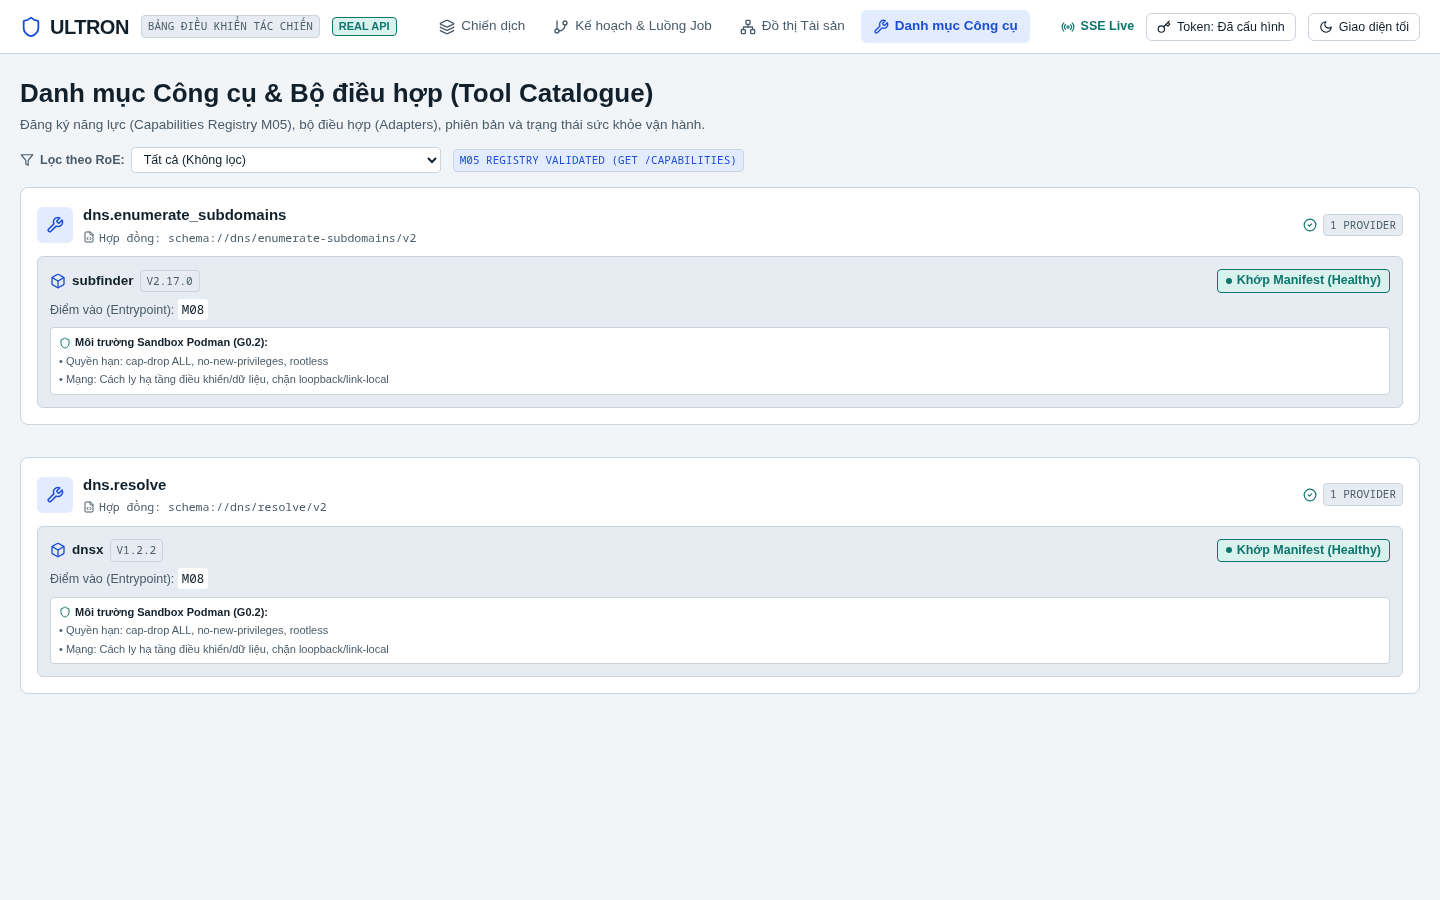 ULTRON BẢNG ĐIỀU KHIỂN TÁC CHIẾN REAL API Chiến dịch Kế hoạch & Luồng Job Đồ thị Tài sản Danh mục Công cụ SSE Live Token: Đã cấu hình Giao diện tối
Danh mục Công cụ & Bộ điều hợp (Tool Catalogue)
Đăng ký năng lực (Capabilities Registry M05), bộ điều hợp (Adapters), phiên bản và trạng thái sức khỏe vận hành.
Lọc theo RoE: Tất cả (Không lọc) M05 REGISTRY VALIDATED (GET /CAPABILITIES)
dns.enumerate_subdomains
Hợp đồng: schema://dns/enumerate-subdomains/v2
1 PROVIDER
subfinder V2.17.0 Khớp Manifest (Healthy)
Điểm vào (Entrypoint): M08
Môi trường Sandbox Podman (G0.2):
• Quyền hạn: cap-drop ALL, no-new-privileges, rootless
• Mạng: Cách ly hạ tầng điều khiển/dữ liệu, chặn loopback/link-local
dns.resolve
Hợp đồng: schema://dns/resolve/v2
1 PROVIDER
dnsx V1.2.2 Khớp Manifest (Healthy)
Điểm vào (Entrypoint): M08
Môi trường Sandbox Podman (G0.2):
• Quyền hạn: cap-drop ALL, no-new-privileges, rootless
• Mạng: Cách ly hạ tầng điều khiển/dữ liệu, chặn loopback/link-local